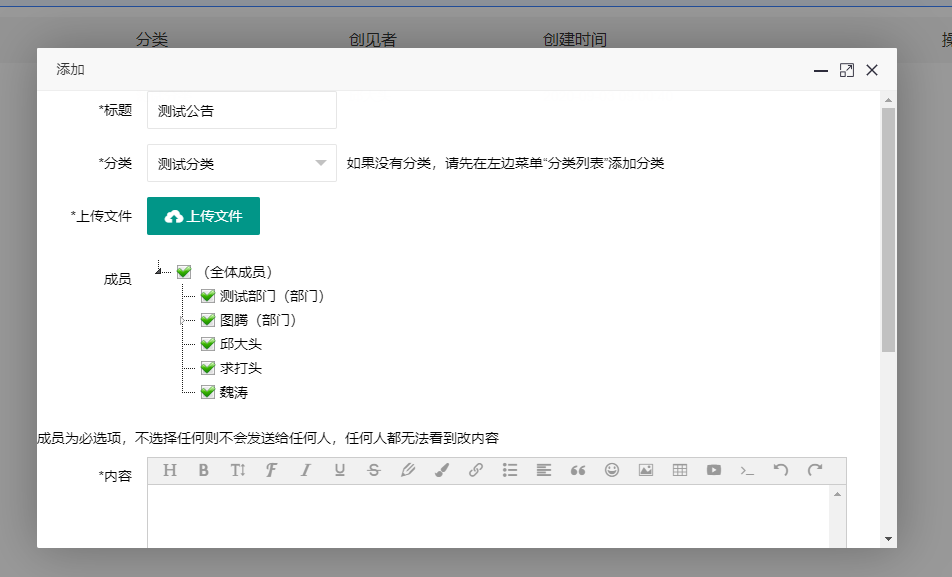 分类 创见者 创建时间 操
添加
*标题 测试公告
*分类 测试分类 如果没有分类，请先在左边菜单“分类列表”添加分类
*上传文件 上传文件
成员 （全体成员）
测试部门（部门）
图腾（部门）
邱大头
求打头
魏涛
成员为必选项，不选择任何则不会发送给任何人，任何人都无法看到改内容
*内容